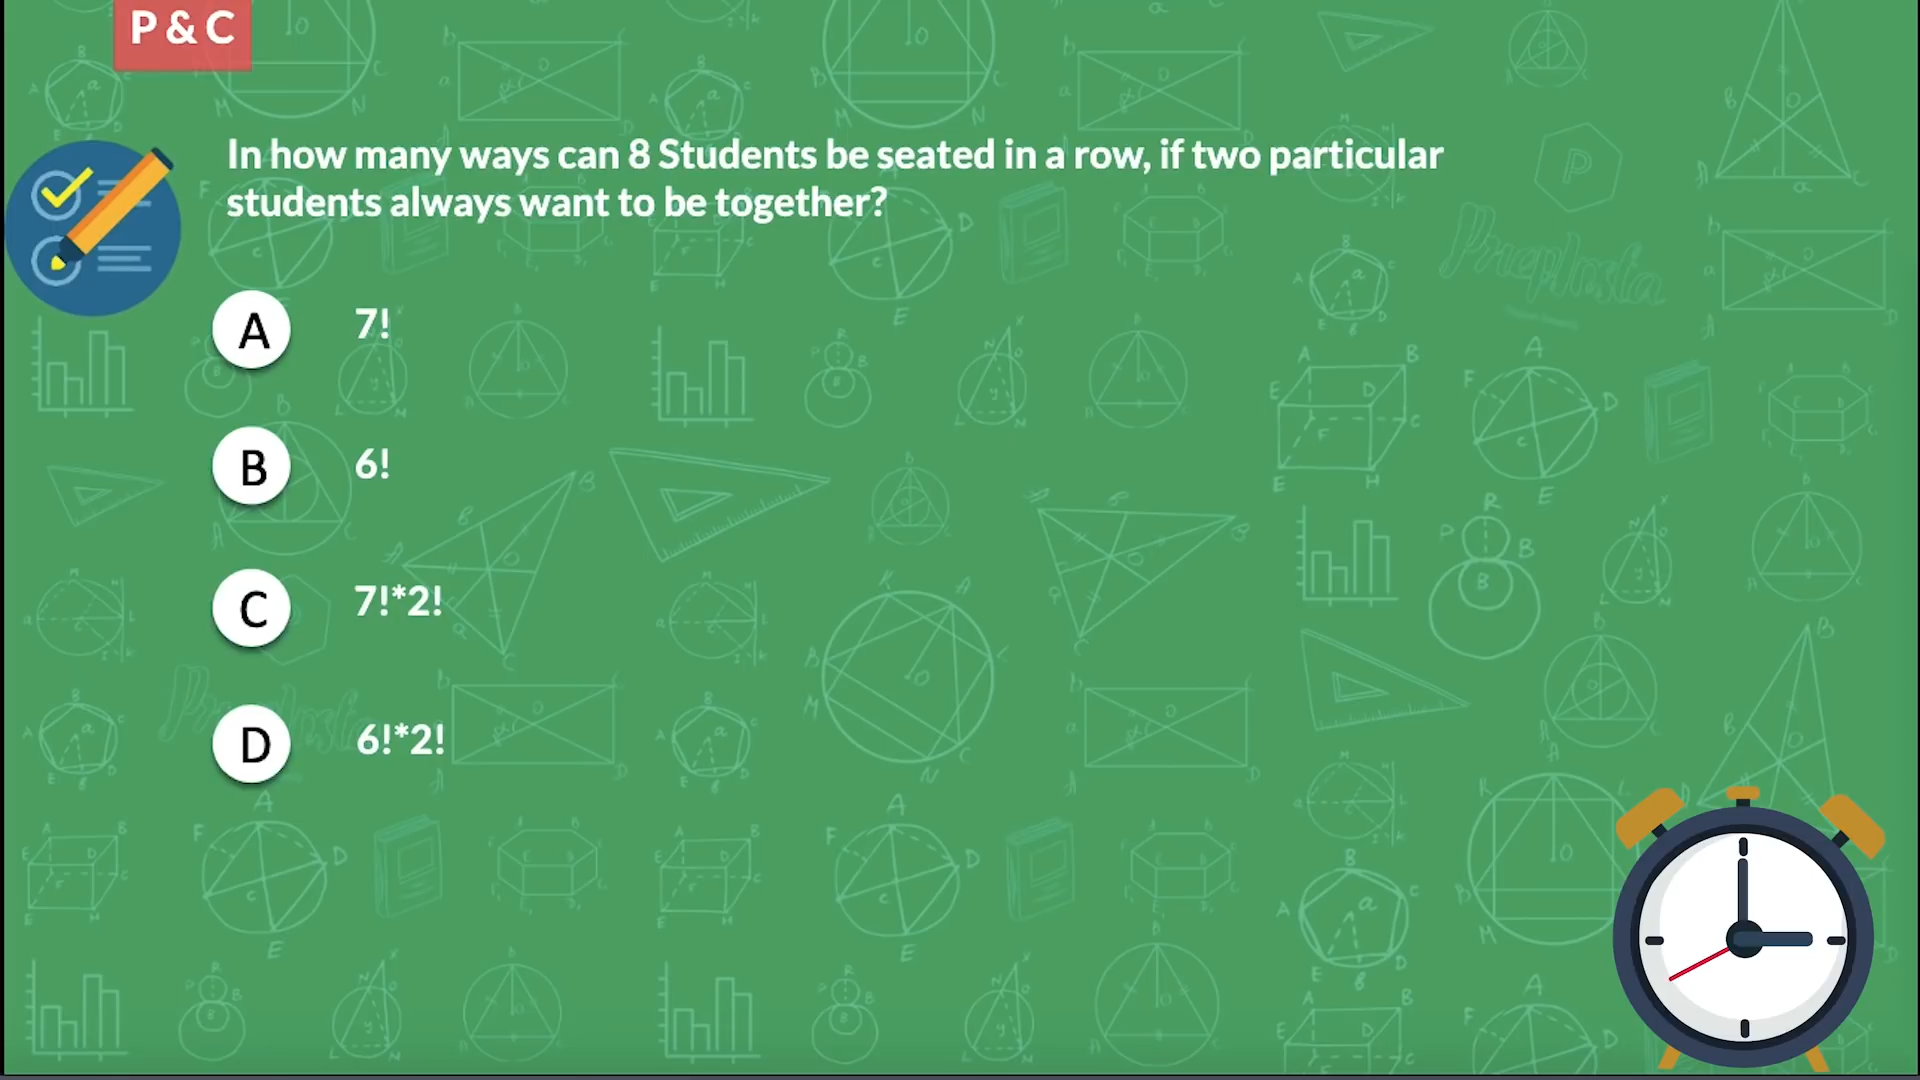 P & C
In how many ways can 8 Students be seated in a row, if two particular
students always want to be together?
A 7!
B 6!
C 7!*2!
D 6!*2!
PrepInsta